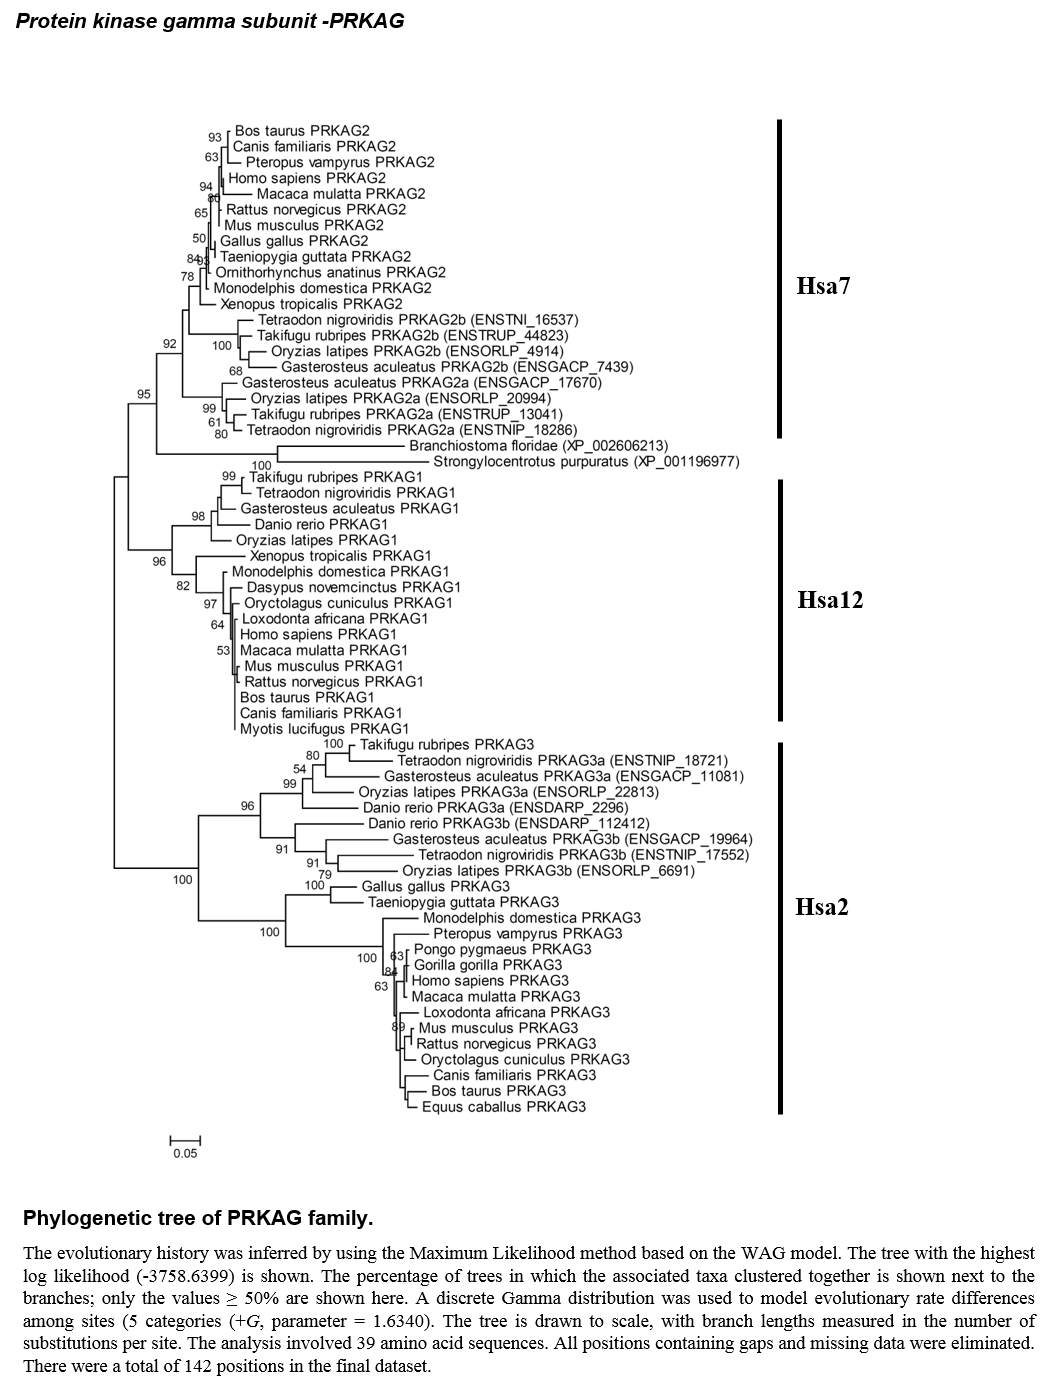 Protein kinase gamma subunit -PRKAG
93
Bos taurus PRKAG2
Canis familiaris PRKAG2
63
Pteropus vampyrus PRKAG2
Homo sapiens PRKAG2
94
Macaca mulatta PRKAG2
Rattus norvegicus PRKAG2
65
Mus musculus PRKAG2
50
Gallus gallus PRKAG2
Taeniopygia guttata PRKAG2
84
93
Ornithorhynchus anatinus PRKAG2
78
Monodelphis domestica PRKAG2
Xenopus tropicalis PRKAG2
Hsa7
Tetraodon nigroviridis PRKAG2b (ENSTNI_16537)
Takifugu rubripes PRKAG2b (ENSTRUP_44823)
100
92
Oryzias latipes PRKAG2b (ENSORLP_4914)
68
Gasterosteus aculeatus PRKAG2b (ENSGACP_7439)
Gasterosteus aculeatus PRKAG2a (ENSGACP_17670)
95
Oryzias latipes PRKAG2a (ENSORLP_20994)
99
Takifugu rubripes PRKAG2a (ENSTRUP_13041)
61
80
Tetraodon nigroviridis PRKAG2a (ENSTNIP_18286)
Branchiostoma floridae (XP_002606213)
100
Strongylocentrotus purpuratus (XP_001196977)
99
Takifugu rubripes PRKAG1
Tetraodon nigroviridis PRKAG1
Gasterosteus aculeatus PRKAG1
98
Danio rerio PRKAG1
Oryzias latipes PRKAG1
96
Xenopus tropicalis PRKAG1
82
Monodelphis domestica PRKAG1
Dasypus novemcinctus PRKAG1
97
Oryctolagus cuniculus PRKAG1
Hsa12
64
Loxodonta africana PRKAG1
Homo sapiens PRKAG1
53
Macaca mulatta PRKAG1
Mus musculus PRKAG1
Rattus norvegicus PRKAG1
Bos taurus PRKAG1
Canis familiaris PRKAG1
Myotis lucifugus PRKAG1
100
Takifugu rubripes PRKAG3
80
Tetraodon nigroviridis PRKAG3a (ENSTNIP_18721)
54
Gasterosteus aculeatus PRKAG3a (ENSGACP_11081)
99
Oryzias latipes PRKAG3a (ENSORLP_22813)
96
Danio rerio PRKAG3a (ENSDARP_2296)
Danio rerio PRKAG3b (ENSDARP_112412)
91
Gasterosteus aculeatus PRKAG3b (ENSGACP_19964)
91
Tetraodon nigroviridis PRKAG3b (ENSTNIP_17552)
79
Oryzias latipes PRKAG3b (ENSORLP_6691)
100
100
Gallus gallus PRKAG3
Taeniopygia guttata PRKAG3
Hsa2
100
Monodelphis domestica PRKAG3
Pteropus vampyrus PRKAG3
100
63
Pongo pygmaeus PRKAG3
84
Gorilla gorilla PRKAG3
63
Homo sapiens PRKAG3
Macaca mulatta PRKAG3
Loxodonta africana PRKAG3
89
Mus musculus PRKAG3
Rattus norvegicus PRKAG3
Oryctolagus cuniculus PRKAG3
Canis familiaris PRKAG3
Bos taurus PRKAG3
Equus caballus PRKAG3
0.05
Phylogenetic tree of PRKAG family.
The evolutionary history was inferred by using the Maximum Likelihood method based on the WAG model. The tree with the highest
log likelihood (-3758.6399) is shown. The percentage of trees in which the associated taxa clustered together is shown next to the
branches; only the values ≥ 50% are shown here. A discrete Gamma distribution was used to model evolutionary rate differences
among sites (5 categories (+G, parameter = 1.6340). The tree is drawn to scale, with branch lengths measured in the number of
substitutions per site. The analysis involved 39 amino acid sequences. All positions containing gaps and missing data were eliminated.
There were a total of 142 positions in the final dataset.